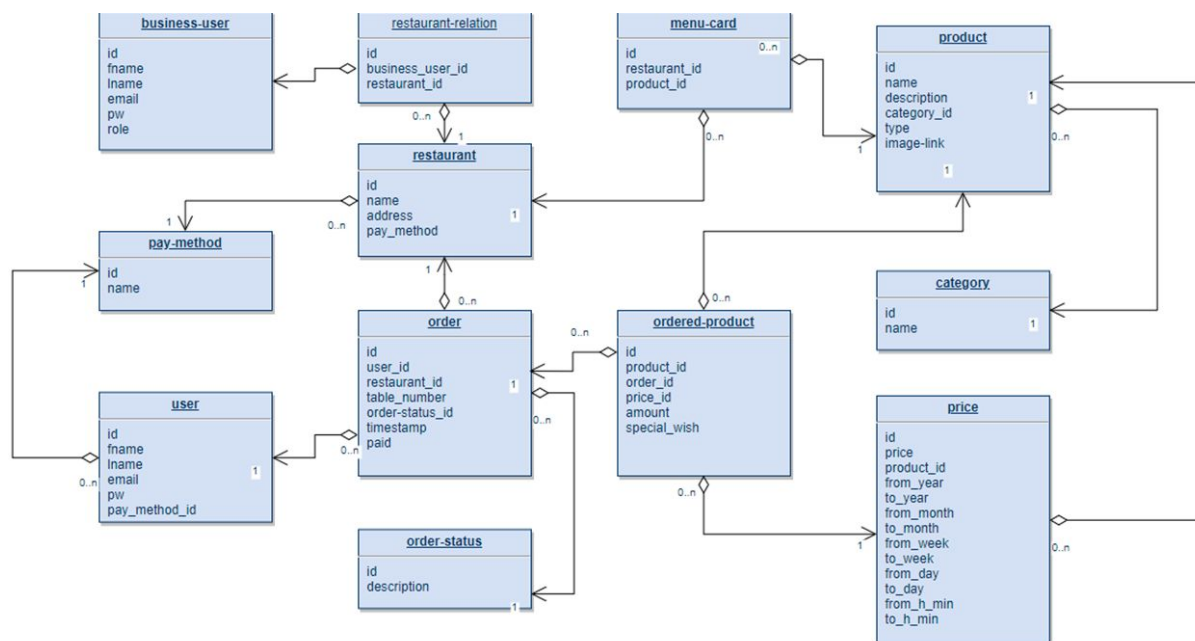 business-user
id
fname
lname
email
pw
role
restaurant-relation
id
business_user_id
restaurant_id
0..n
1
menu-card
0..n
id
restaurant_id
product_id
0..n
1
product
id
name
description
1
category_id
type
image-link
0..n
1
restaurant
id
name
address
1
pay_method
0..n
1
pay-method
id
name
1
1
0..n
order
id
user_id
restaurant_id
1
table_number
order-status_id
timestamp
paid
0..n
0..n
0..n
0..n
ordered-product
id
product_id
order_id
price_id
amount
special_wish
0..n
1
category
id
name
1
user
id
fname
lname
email
1
pw
pay_method_id
0..n
order-status
id
description
1
price
id
price
product_id
from_year
to_year
from_month
to_month
from_week
to_week
from_day
to_day
from_h_min
to_h_min
0..n